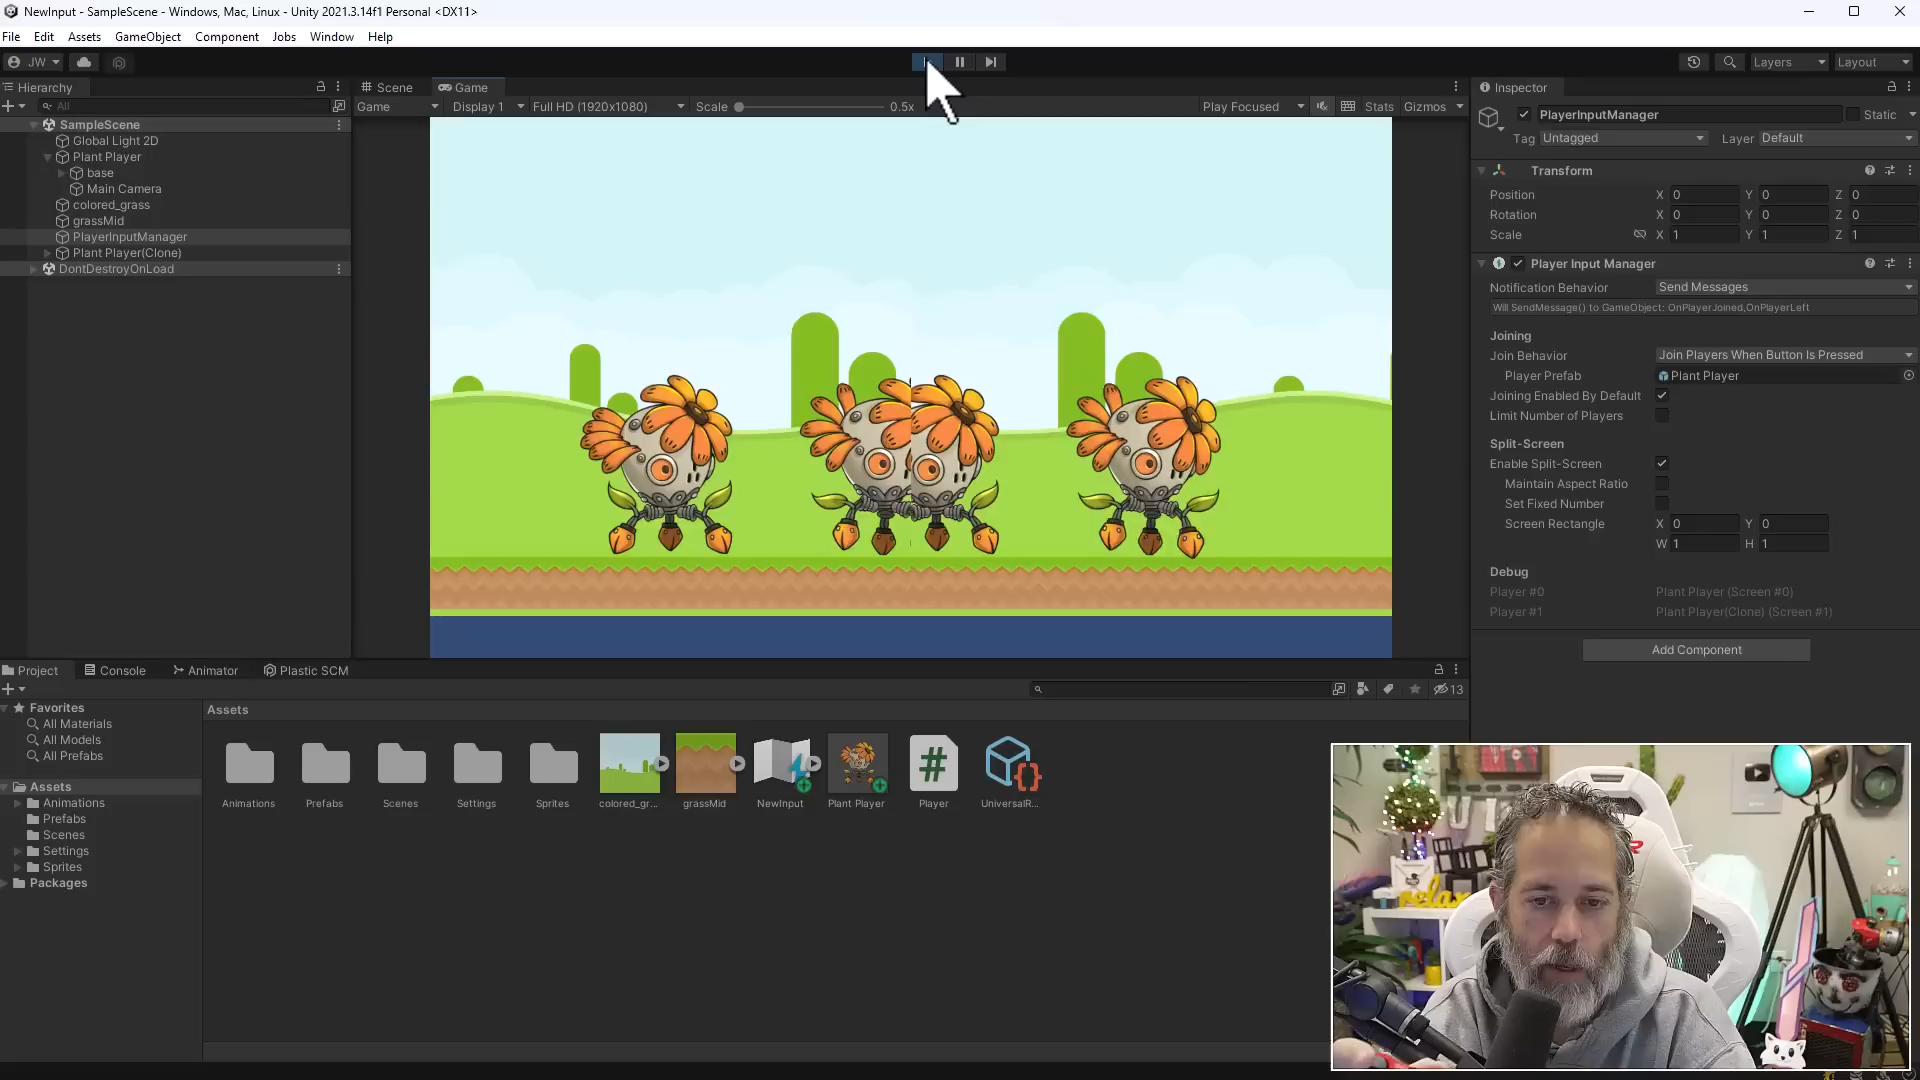 NewInput - SampleScene - Windows, Mac, Linux - Unity 2021.3.14f1 Personal <DX11>
File Edit Assets GameObject Component Jobs Window Help
JW
Layers Layout
Hierarchy
All
SampleScene
Global Light 2D
Plant Player
base
Main Camera
colored_grass
grassMid
PlayerInputManager
Plant Player(Clone)
DontDestroyOnLoad
Scene Game
Game Display 1 Full HD (1920x1080) Scale 0.5x Play Focused Stats Gizmos
Inspector
PlayerInputManager Static
Tag Untagged Layer Default
Transform
Position X 0 Y 0 Z 0
Rotation X 0 Y 0 Z 0
Scale X 1 Y 1 Z 1
Player Input Manager
Notification Behavior Send Messages
Will SendMessage() to GameObject: OnPlayerJoined,OnPlayerLeft
Joining
Join Behavior Join Players When Button Is Pressed
Player Prefab Plant Player
Joining Enabled By Default
Limit Number of Players
Split-Screen
Enable Split-Screen
Maintain Aspect Ratio
Set Fixed Number
Screen Rectangle X 0 Y 0
W 1 H 1
Debug
Player #0 Plant Player (Screen #0)
Player #1 Plant Player(Clone) (Screen #1)
Add Component
Project Console Animator Plastic SCM
13
Favorites
All Materials
All Models
All Prefabs
Assets
Animations
Prefabs
Scenes
Settings
Sprites
Packages
Assets
Animations Prefabs Scenes Settings Sprites colored_gr... grassMid NewInput Plant Player Player UniversalR...
relax